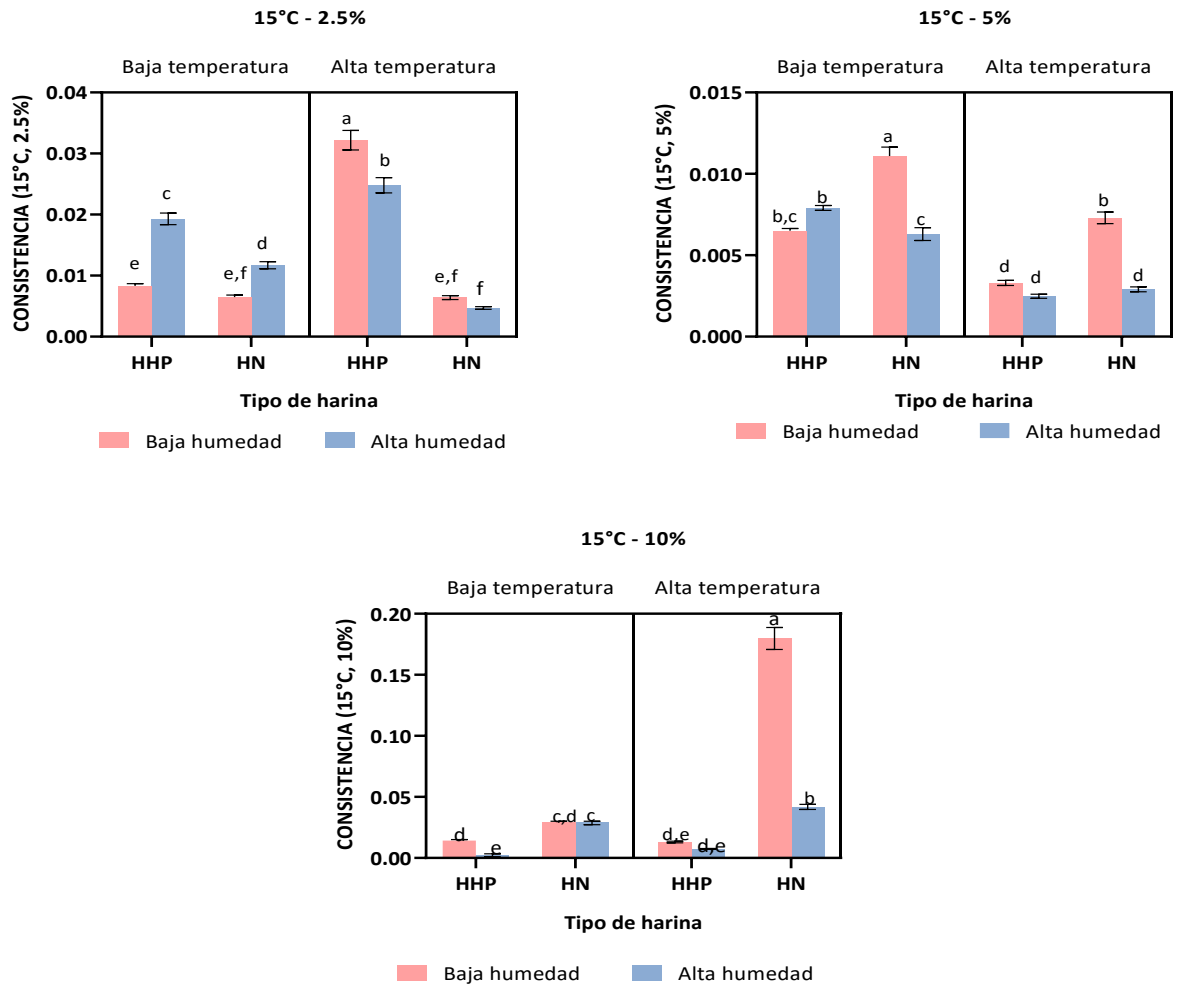 15°C - 2.5%
Baja temperatura Alta temperatura
CONSISTENCIA (15°C, 2.5%)
0.04
0.03
0.02
0.01
0.00
e c e,f d a b e,f f
HHP HN HHP HN
Tipo de harina
Baja humedad Alta humedad
15°C - 5%
Baja temperatura Alta temperatura
CONSISTENCIA (15°C, 5%)
0.015
0.010
0.005
0.000
b,c b a c d d b d
HHP HN HHP HN
Tipo de harina
Baja humedad Alta humedad
15°C - 10%
Baja temperatura Alta temperatura
CONSISTENCIA (15°C, 10%)
0.20
0.15
0.10
0.05
0.00
d e c,d c d,e d,e a b
HHP HN HHP HN
Tipo de harina
Baja humedad Alta humedad